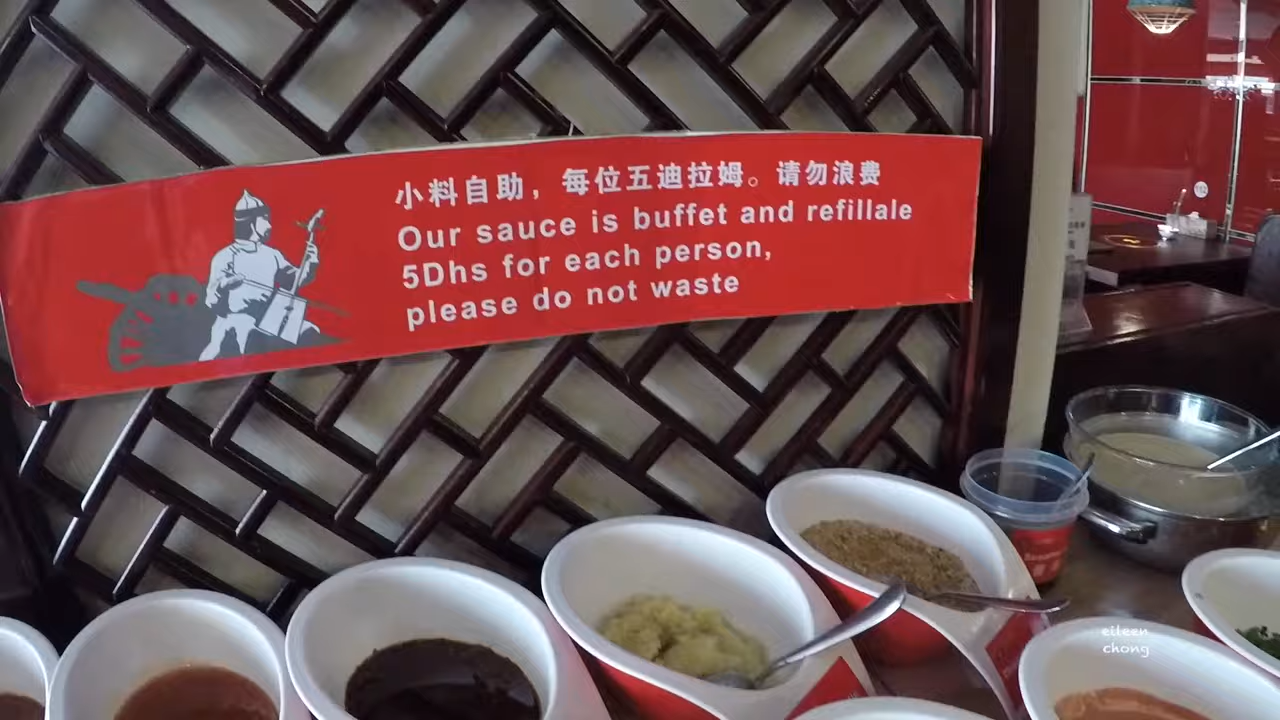 小料自助，每位五迪拉姆。请勿浪费
Our sauce is buffet and refillale
5Dhs for each person,
please do not waste
eileen
chong